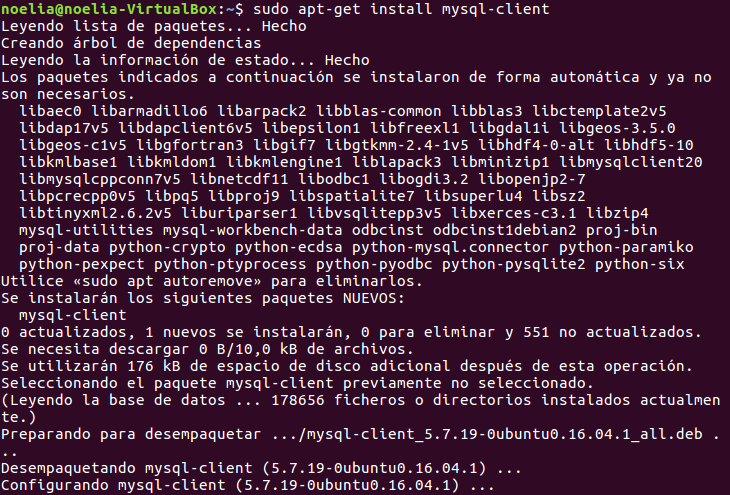 noelia@noelia-VirtualBox:~$ sudo apt-get install mysql-client
Leyendo lista de paquetes... Hecho
Creando árbol de dependencias
Leyendo la información de estado... Hecho
Los paquetes indicados a continuación se instalaron de forma automática y ya no
son necesarios.
  libaec0 libarmadillo6 libarpack2 libblas-common libblas3 libctemplate2v5
  libdap17v5 libdapclient6v5 libepsilon1 libfreexl1 libgdal1i libgeos-3.5.0
  libgeos-c1v5 libgfortran3 libgif7 libgtkmm-2.4-1v5 libhdf4-0-alt libhdf5-10
  libkmlbase1 libkmldom1 libkmlengine1 liblapack3 libminizip1 libmysqlclient20
  libmysqlcppconn7v5 libnetcdf11 libodbc1 libogdi3.2 libopenjp2-7
  libpcrecpp0v5 libpq5 libproj9 libspatialite7 libsuperlu4 libsz2
  libtinyxml2.6.2v5 liburiparser1 libvsqlitepp3v5 libxerces-c3.1 libzip4
  mysql-utilities mysql-workbench-data odbcinst odbcinst1debian2 proj-bin
  proj-data python-crypto python-ecdsa python-mysql.connector python-paramiko
  python-pexpect python-ptyprocess python-pyodbc python-pysqlite2 python-six
Utilice «sudo apt autoremove» para eliminarlos.
Se instalarán los siguientes paquetes NUEVOS:
  mysql-client
0 actualizados, 1 nuevos se instalarán, 0 para eliminar y 551 no actualizados.
Se necesita descargar 0 B/10,0 kB de archivos.
Se utilizarán 176 kB de espacio de disco adicional después de esta operación.
Seleccionando el paquete mysql-client previamente no seleccionado.
(Leyendo la base de datos ... 178656 ficheros o directorios instalados actualmen
te.)
Preparando para desempaquetar .../mysql-client_5.7.19-0ubuntu0.16.04.1_all.deb .
..
Desempaquetando mysql-client (5.7.19-0ubuntu0.16.04.1) ...
Configurando mysql-client (5.7.19-0ubuntu0.16.04.1) ...